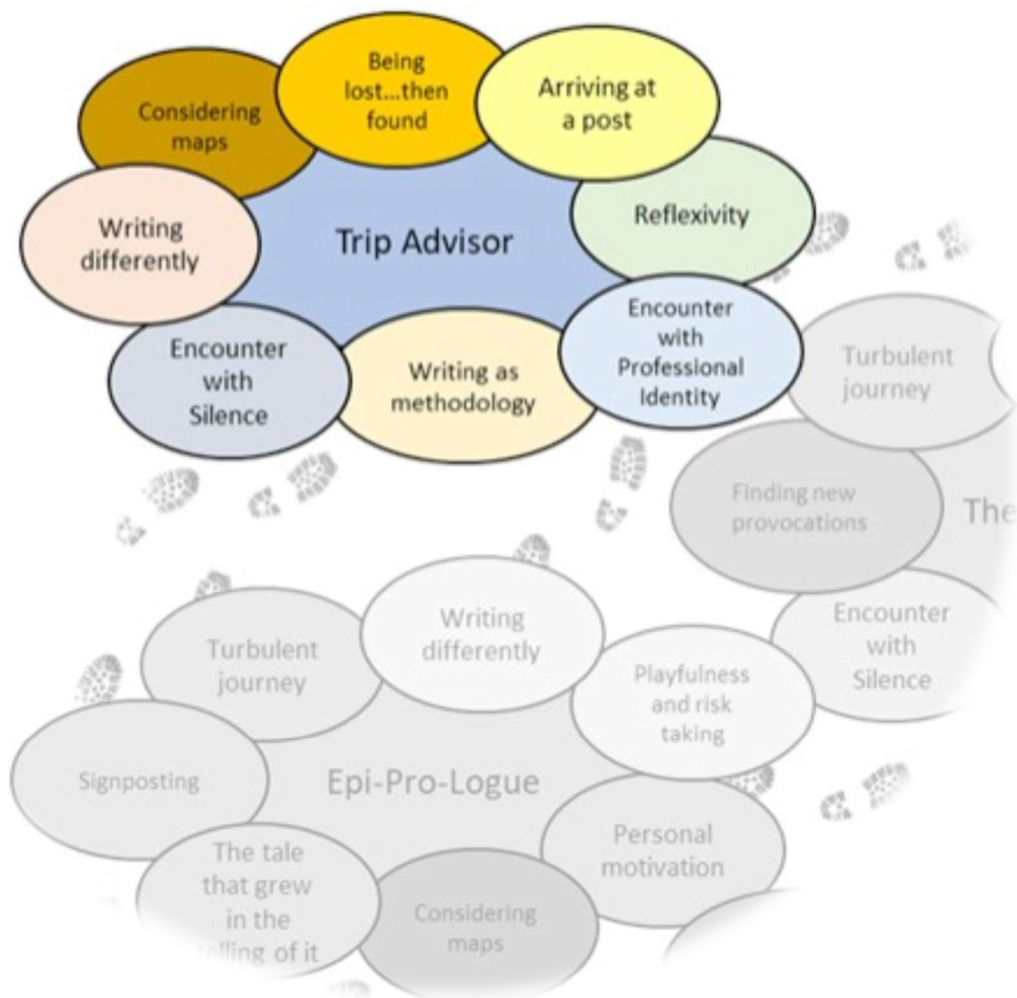 Being
lost...then
found
Arriving at
a post
Considering
maps
Reflexivity
Writing
differently
Trip Advisor
Encounter
with
Professional
Identity
Encounter
with
Silence
Writing as
methodology
Turbulent
journey
Finding new
provocations
The
Encounter
with
Silence
Writing
differently
Turbulent
journey
Playfulness
and risk
taking
Signposting
Epi-Pro-Logue
Personal
motivation
The tale
that grew
in the
of it
Considering
maps